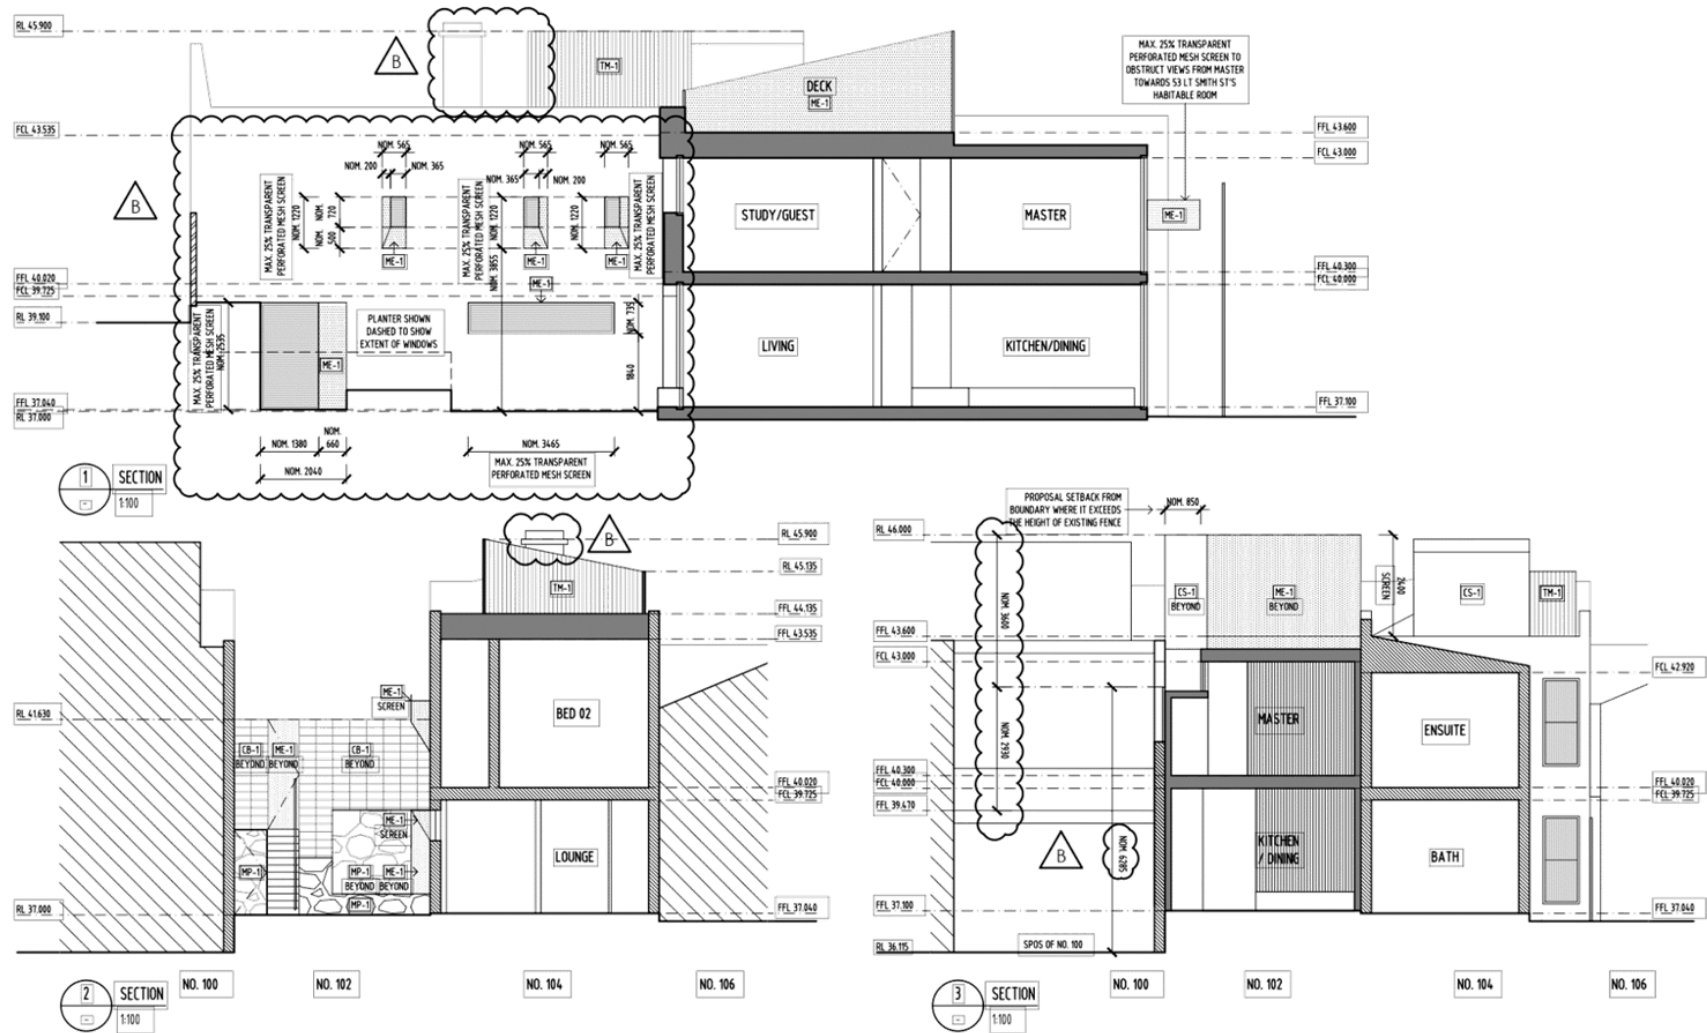 RL 45.900
B
TM-1
DECK
ME-1
MAX. 25% TRANSPARENT
PERFORATED MESH SCREEN TO
OBSTRUCT VIEWS FROM MASTER
TOWARDS 53 LT SMITH ST'S
HABITABLE ROOM
FCL 43.535
FFL 43.600
FCL 43.000
NOM. 565
NOM. 565
NOM. 565
NOM. 200
NOM. 365
NOM. 365
NOM. 200
B
MAX. 25% TRANSPARENT
PERFORATED MESH SCREEN
NOM. 1220
NOM. 720
NOM. 500
MAX. 25% TRANSPARENT
PERFORATED MESH SCREEN
NOM. 1220
NOM. 3855
NOM. 1220
MAX. 25% TRANSPARENT
PERFORATED MESH SCREEN
STUDY/GUEST
MASTER
ME-1
ME-1
ME-1
ME-1
ME-1
FFL 40.020
FCL 39.725
FFL 40.300
FCL 40.000
RL 39.100
PLANTER SHOWN
DASHED TO SHOW
EXTENT OF WINDOWS
NOM. 735
1840
MAX. 25% TRANSPARENT
PERFORATED MESH SCREEN
NOM. 2535
ME-1
LIVING
KITCHEN/DINING
FFL 37.040
RL 37.000
FFL 37.100
NOM. 1380
NOM.
660
NOM. 2040
NOM. 3465
MAX. 25% TRANSPARENT
PERFORATED MESH SCREEN
1
SECTION
1:100
B
RL 45.900
RL 45.135
TM-1
FFL 44.135
FFL 43.535
ME-1
SCREEN
RL 41.630
BED 02
CB-1
BEYOND
ME-1
BEYOND
CB-1
BEYOND
FFL 40.020
FCL 39.725
ME-1
SCREEN
LOUNGE
MP-1
MP-1
BEYOND
ME-1
BEYOND
MP-1
RL 37.000
FFL 37.040
2
SECTION
1:100
NO. 100
NO. 102
NO. 104
NO. 106
PROPOSAL SETBACK FROM
BOUNDARY WHERE IT EXCEEDS
THE HEIGHT OF EXISTING FENCE
NOM. 850
RL 46.000
2400
SCREEN
CS-1
BEYOND
ME-1
BEYOND
CS-1
TM-1
NOM. 3600
FFL 43.600
FCL 43.000
FCL 42.920
MASTER
ENSUITE
NOM. 2930
FFL 40.300
FCL 40.000
FFL 39.470
FFL 40.020
FCL 39.725
B
NOM. 6285
KITCHEN
/ DINING
BATH
FFL 37.100
FFL 37.040
RL 36.115
SPOS OF NO. 100
3
SECTION
1:100
NO. 100
NO. 102
NO. 104
NO. 106